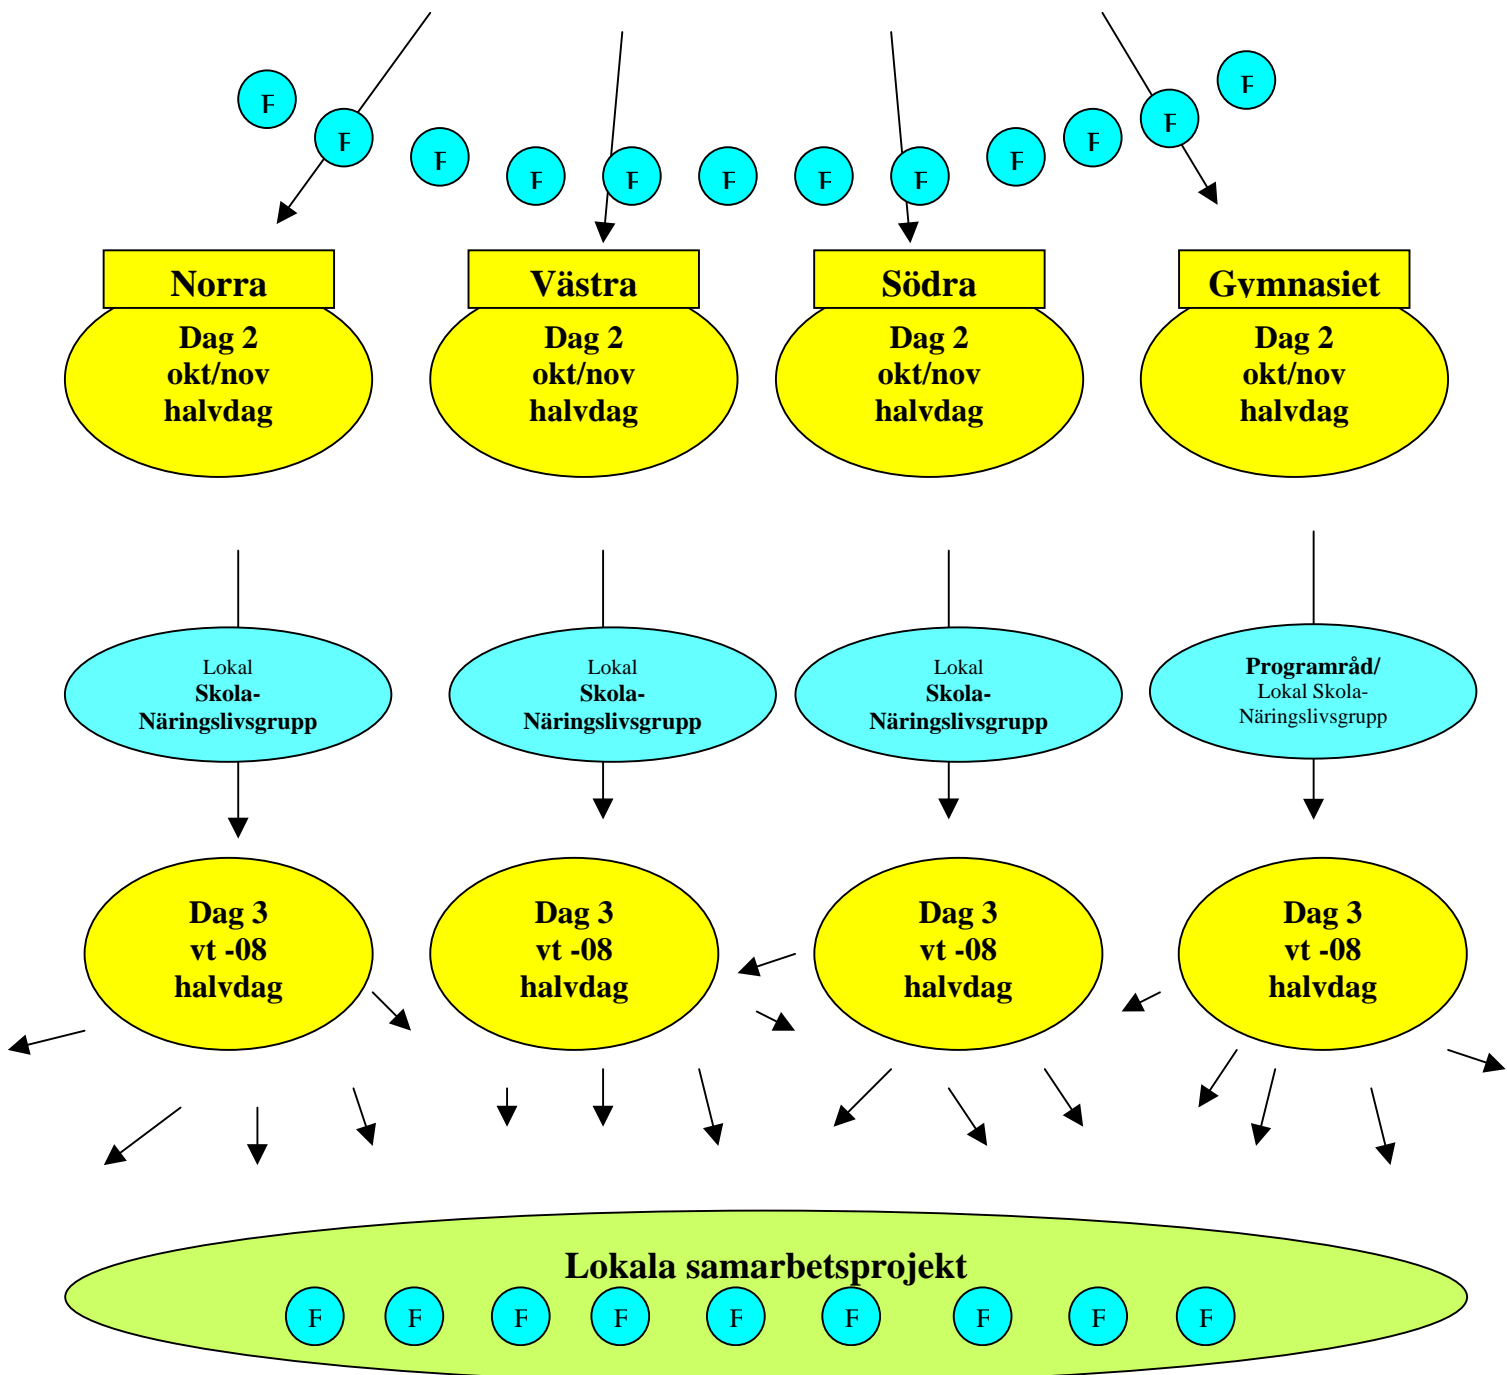 F F F F F F F F F F F F
Norra
Dag 2
okt/nov
halvdag
Västra
Dag 2
okt/nov
halvdag
Södra
Dag 2
okt/nov
halvdag
Gymnasiet
Dag 2
okt/nov
halvdag
Lokal
Skola-
Näringslivsgrupp
Lokal
Skola-
Näringslivsgrupp
Lokal
Skola-
Näringslivsgrupp
Programråd/
Lokal Skola-
Näringslivsgrupp
Dag 3
vt -08
halvdag
Dag 3
vt -08
halvdag
Dag 3
vt -08
halvdag
Dag 3
vt -08
halvdag
Lokala samarbetsprojekt
F F F F F F F F F